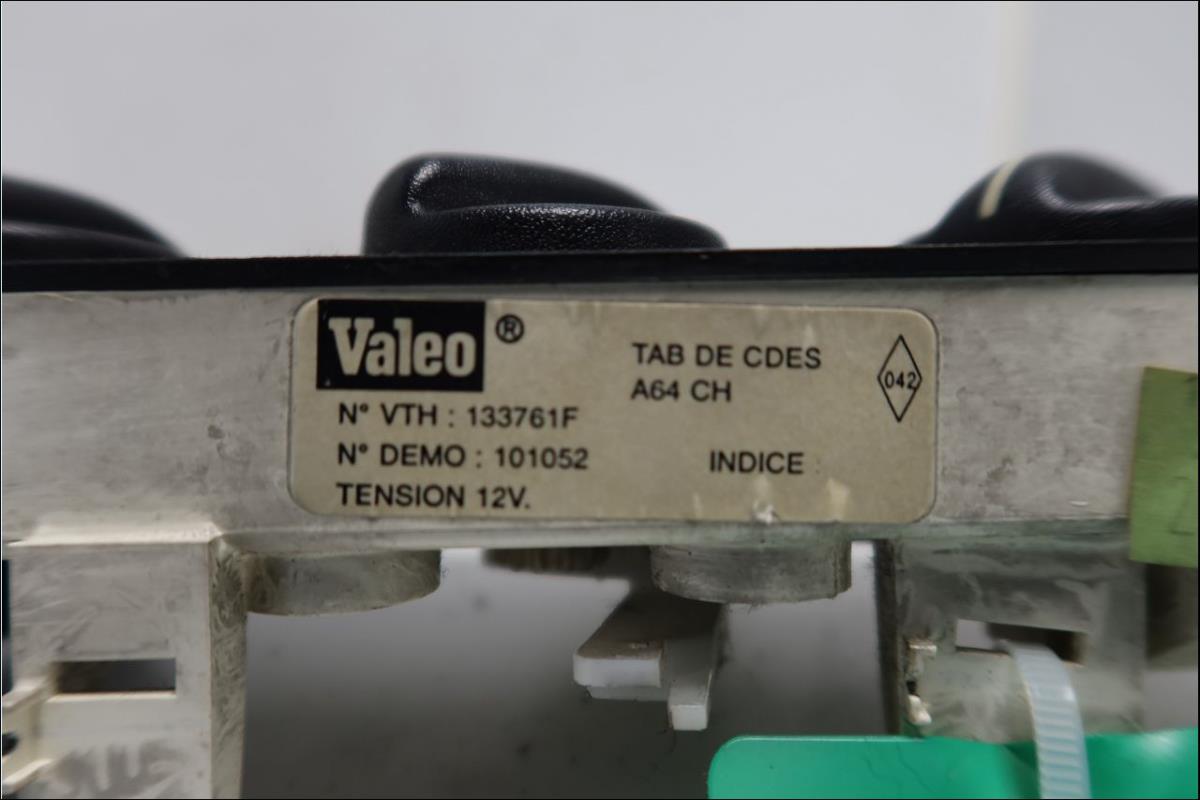 Valeo®
TAB DE CDES
A64 CH
042
N° VTH : 133761F
N° DEMO : 101052
INDICE :
TENSION 12V.